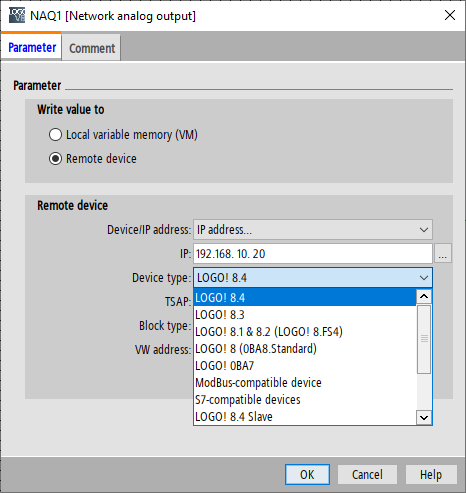 NAQ1 [Network analog output]
Parameter
Comment
Parameter
Write value to
Local variable memory (VM)
Remote device
Remote device
Device/IP address: IP address...
IP: 192.168. 10. 20 ...
Device type: LOGO! 8.4
TSAP:
Block type:
VW address:
LOGO! 8.4
LOGO! 8.3
LOGO! 8.1 & 8.2 (LOGO! 8.FS4)
LOGO! 8 (0BA8.Standard)
LOGO! 0BA7
ModBus-compatible device
S7-compatible devices
LOGO! 8.4 Slave
OK
Cancel
Help